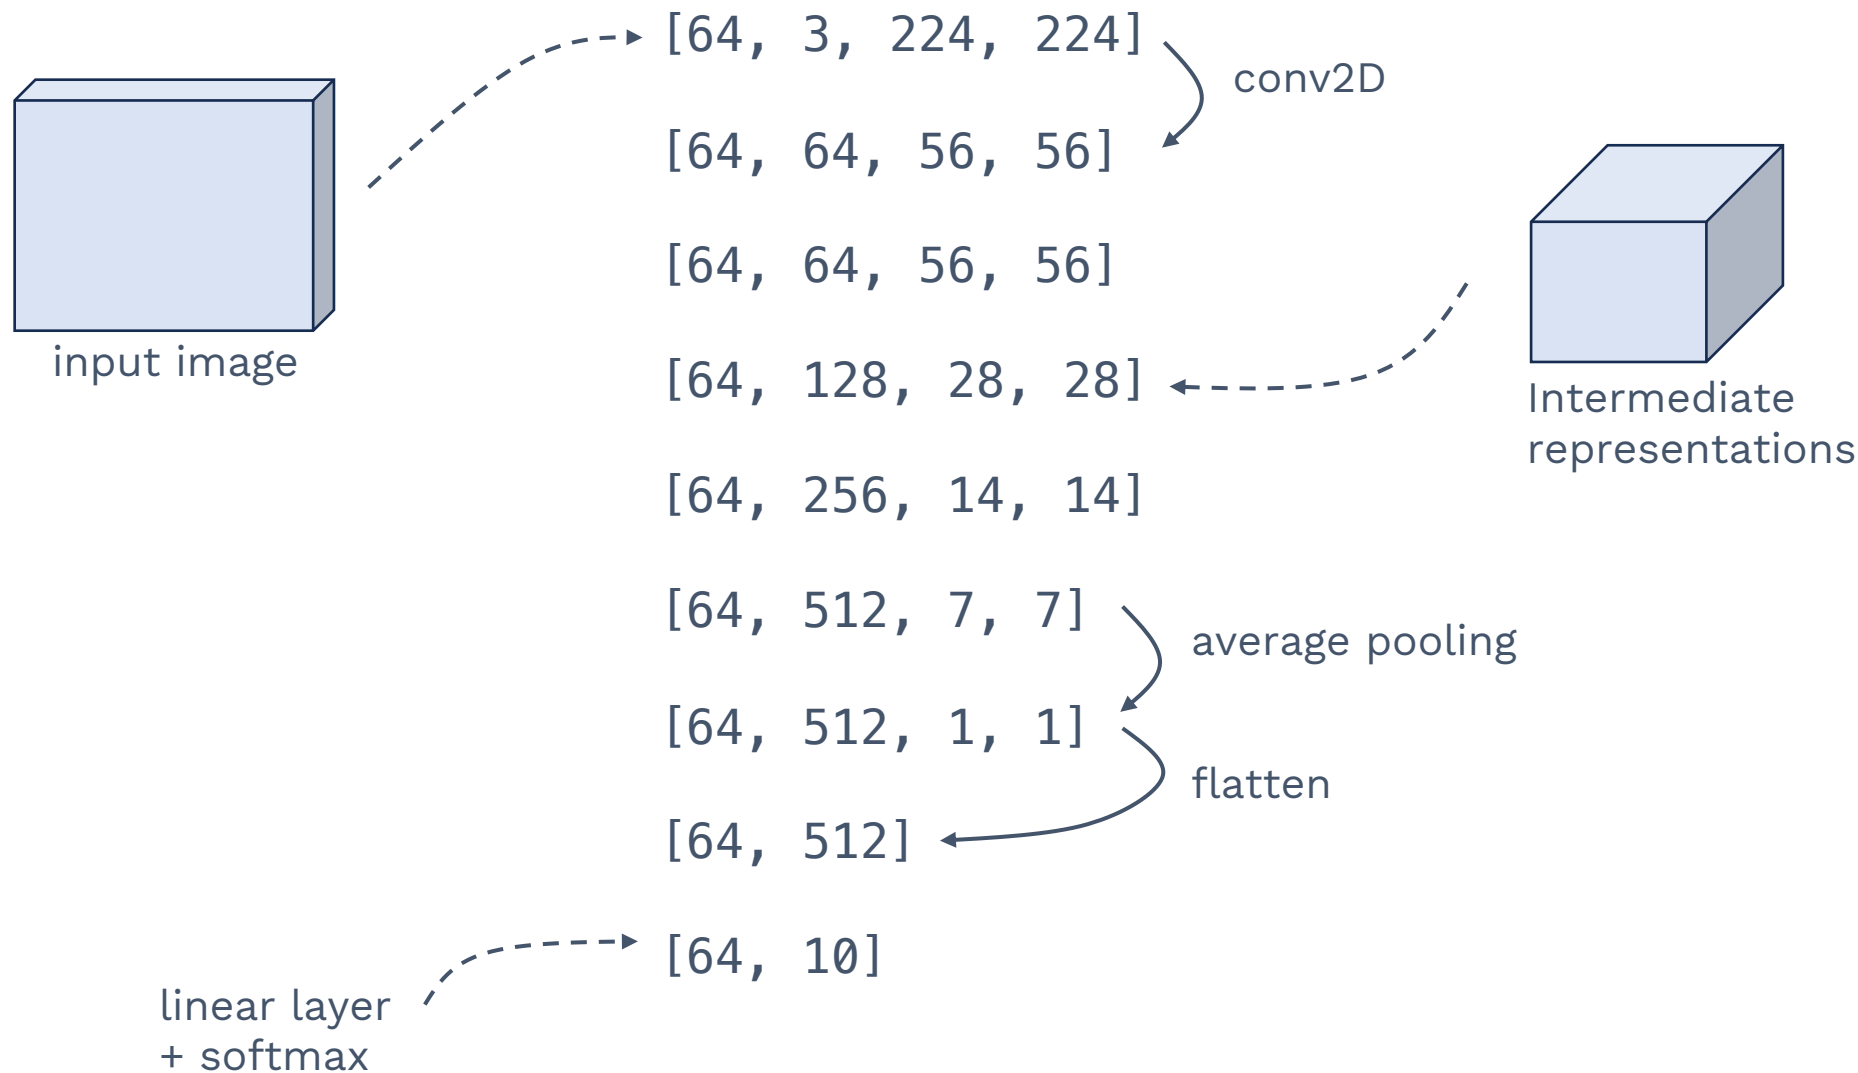 [64, 3, 224, 224]
conv2D
[64, 64, 56, 56]
[64, 64, 56, 56]
input image
[64, 128, 28, 28]
Intermediate
representations
[64, 256, 14, 14]
[64, 512, 7, 7]
average pooling
[64, 512, 1, 1]
flatten
[64, 512]
[64, 10]
linear layer
+ softmax